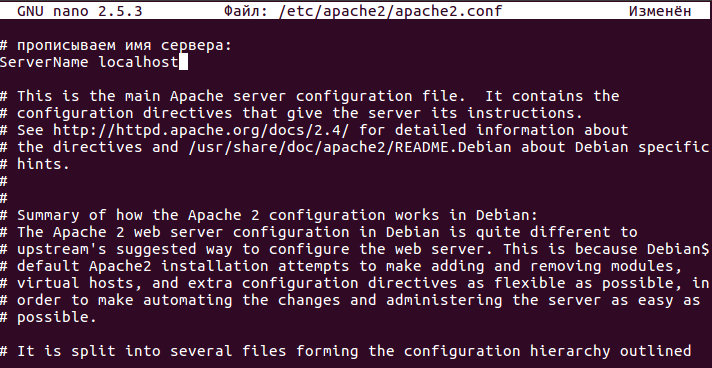 GNU nano 2.5.3 Файл: /etc/apache2/apache2.conf Изменён
# прописываем имя сервера:
ServerName localhost
# This is the main Apache server configuration file.  It contains the
# configuration directives that give the server its instructions.
# See http://httpd.apache.org/docs/2.4/ for detailed information about
# the directives and /usr/share/doc/apache2/README.Debian about Debian specific
# hints.
#
#
# Summary of how the Apache 2 configuration works in Debian:
# The Apache 2 web server configuration in Debian is quite different to
# upstream's suggested way to configure the web server. This is because Debian$
# default Apache2 installation attempts to make adding and removing modules,
# virtual hosts, and extra configuration directives as flexible as possible, in
# order to make automating the changes and administering the server as easy as
# possible.
# It is split into several files forming the configuration hierarchy outlined